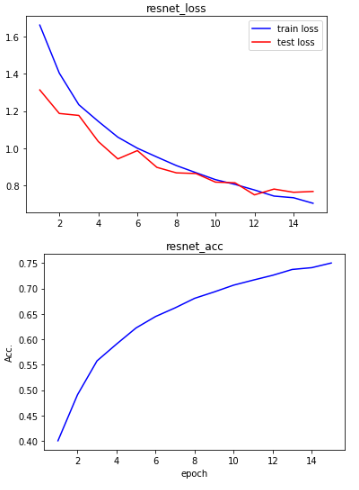 resnet_loss
train loss
test loss
1.6
1.4
1.2
1.0
0.8
2 4 6 8 10 12 14
resnet_acc
0.75
0.70
0.65
0.60
0.55
0.50
0.45
0.40
Acc.
2 4 6 8 10 12 14
epoch